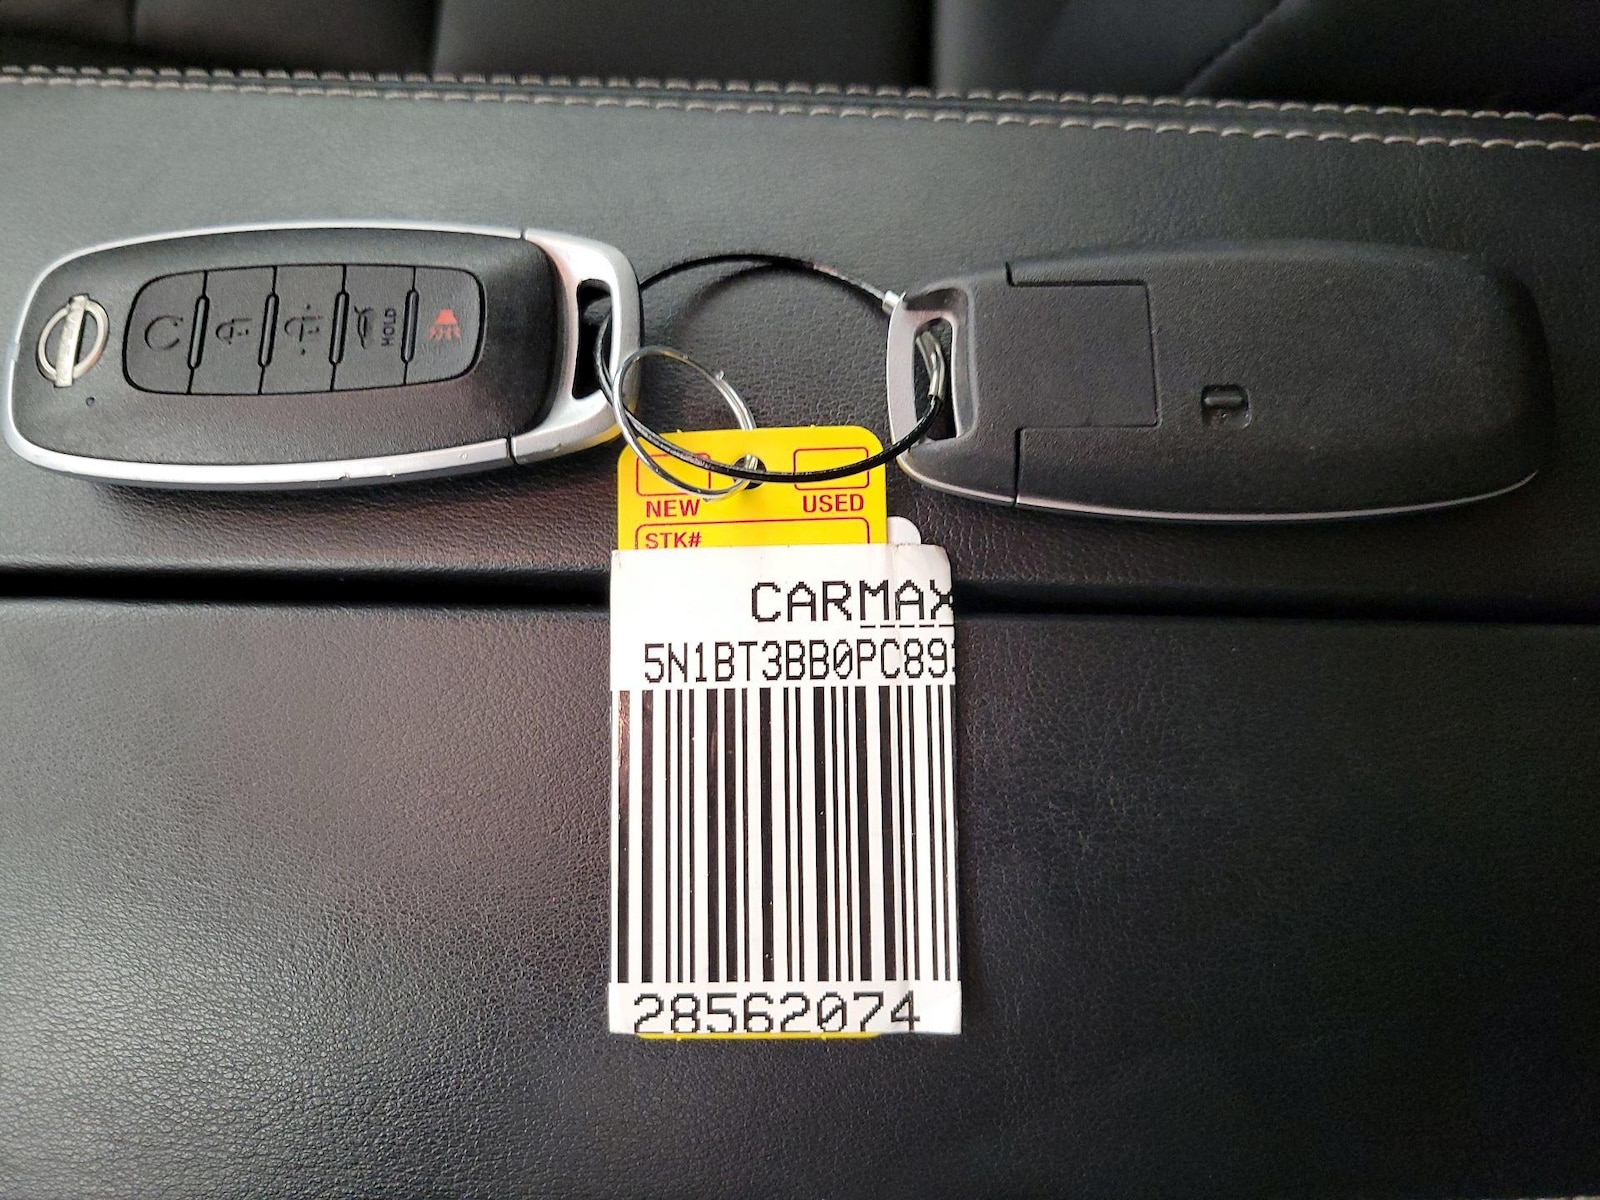 HOLD
NEW USED
STK#
CARMAX
5N1BT3BB0PC89
28562074